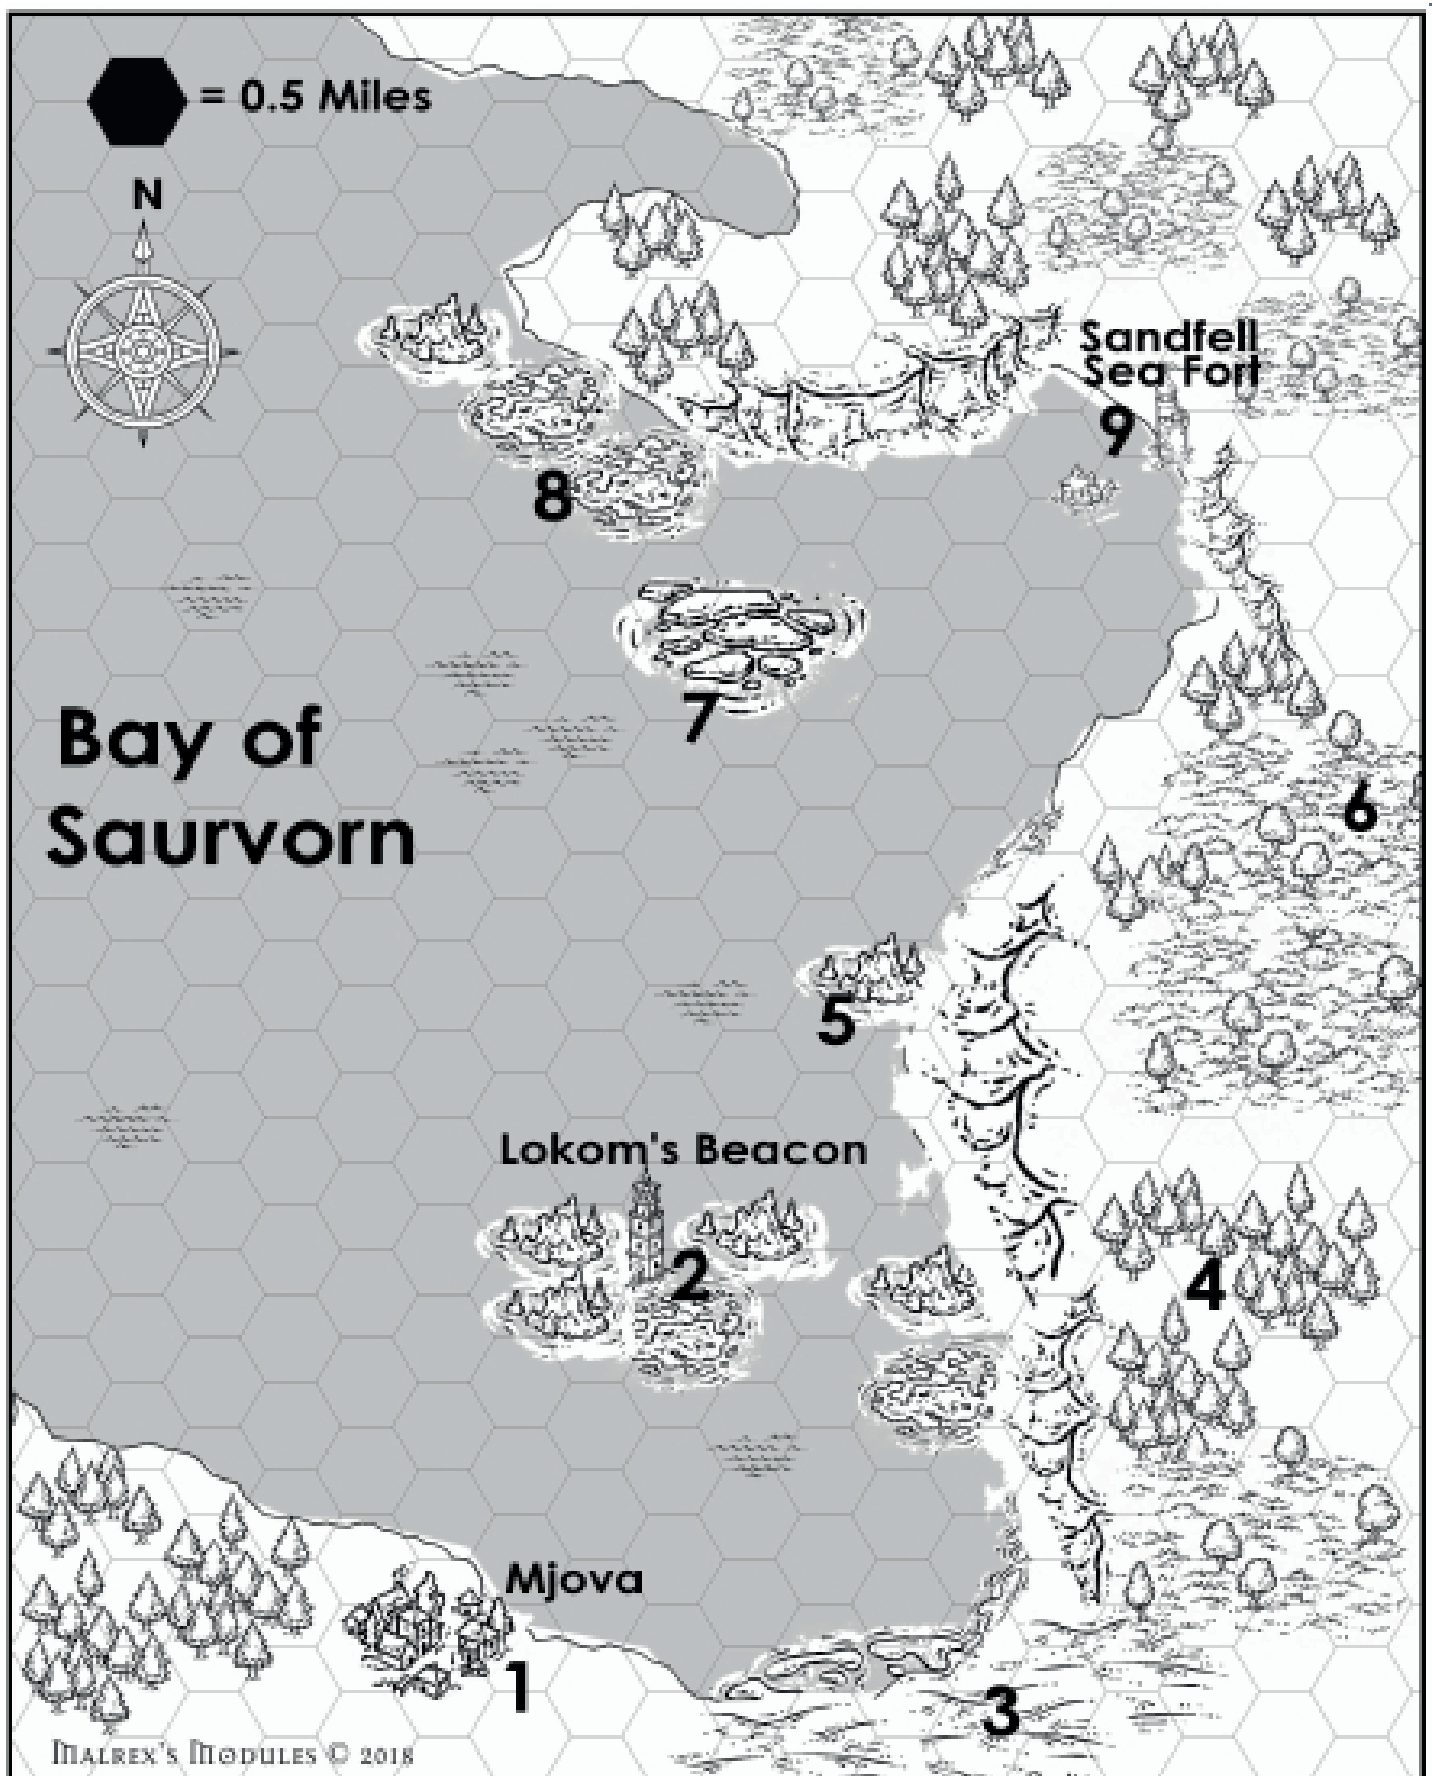 = 0.5 Miles
N
Sandfell
Sea Fort
9
8
7
Bay of
Saurvorn
6
5
Lokom's Beacon
2
4
Mjova
1
3
Malrex's Modules © 2018